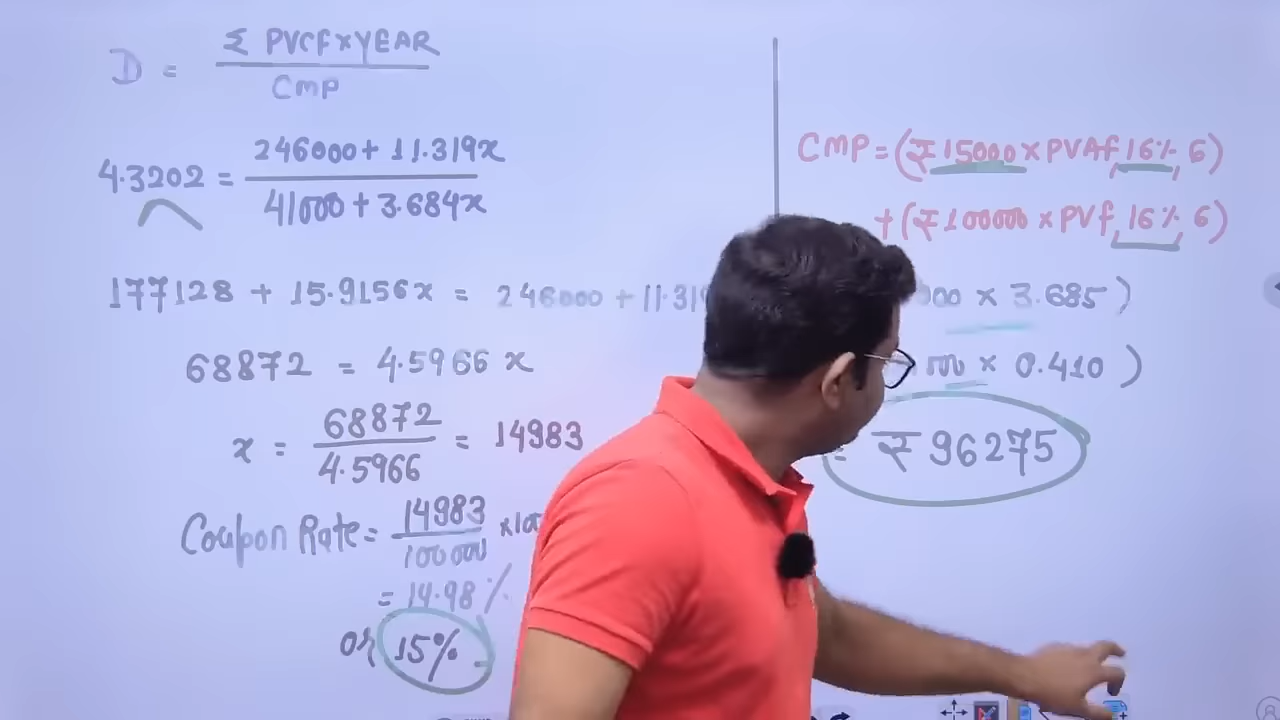 D = Σ PVCF×YEAR
CMP
4.3202 = 246000 + 11.319x
41000 + 3.684x
177128 + 15.9156x = 246000 + 11.319
68872 = 4.5966 x
x = 68872 = 14983
4.5966
Coupon Rate = 14983 ×100
100000
= 14.98%
or 15%
CMP = (₹15000 × PVAf, 16%, 6)
+ (₹100000 × PVf, 16%, 6)
000 × 3.685)
000 × 0.410)
= ₹96275